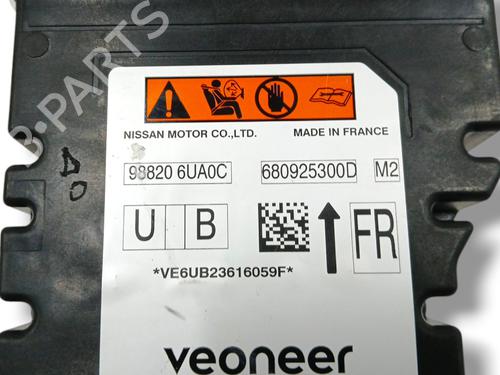 NISSAN MOTOR CO.,LTD. MADE IN FRANCE
98820 6UA0C 680925300D M2
U B FR
*VE6UB23616059F*
veoneer
B-PARTS